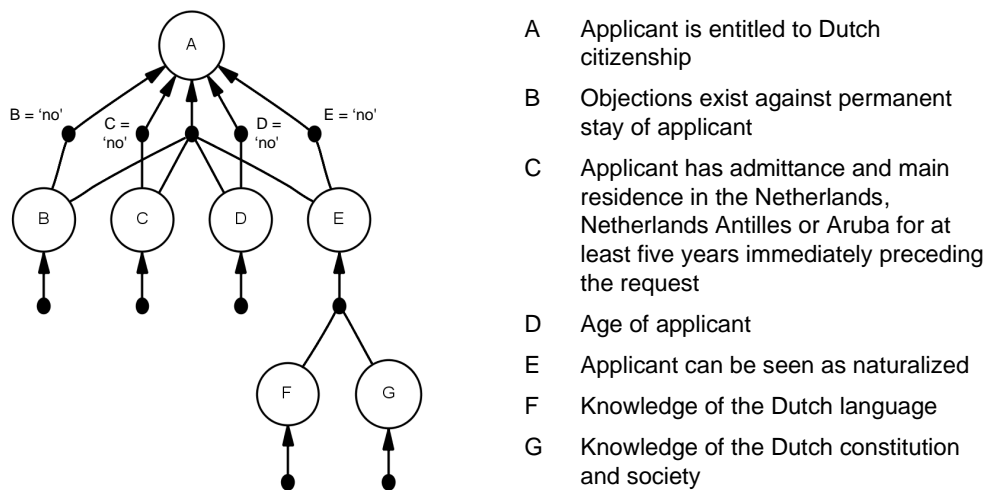 A
B = 'no'
C =
'no'
D =
'no'
E = 'no'
B
C
D
E
F
G
A Applicant is entitled to Dutch
citizenship
B Objections exist against permanent
stay of applicant
C Applicant has admittance and main
residence in the Netherlands,
Netherlands Antilles or Aruba for at
least five years immediately preceding
the request
D Age of applicant
E Applicant can be seen as naturalized
F Knowledge of the Dutch language
G Knowledge of the Dutch constitution
and society